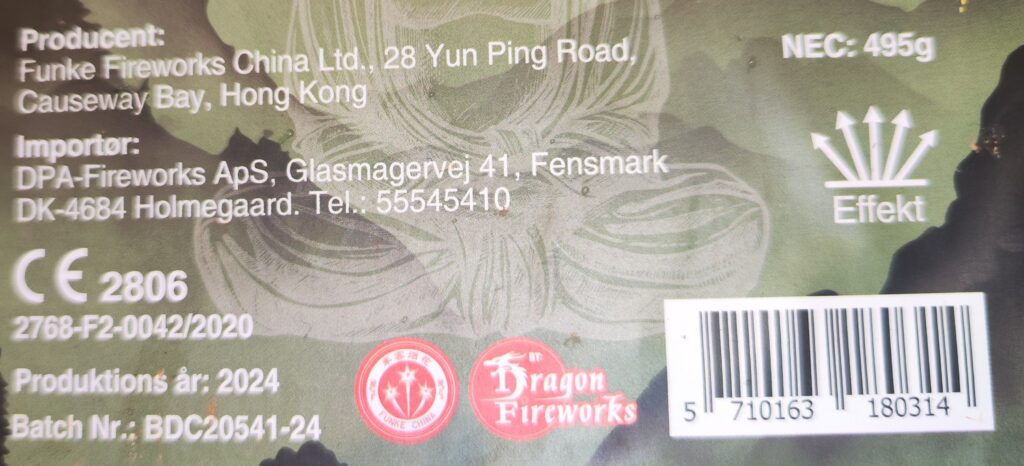 Producent:
Funke Fireworks China Ltd., 28 Yun Ping Road,
Causeway Bay, Hong Kong
Importør:
DPA-Fireworks ApS, Glasmagervej 41, Fensmark
DK-4684 Holmegaard. Tel.: 55545410
CE 2806
2768-F2-0042/2020
Produktions år: 2024
Batch Nr.: BDC20541-24
NEC: 495g
Effekt
FUNKE CHINA
BY:
Dragon
Fireworks
5 710163 180314